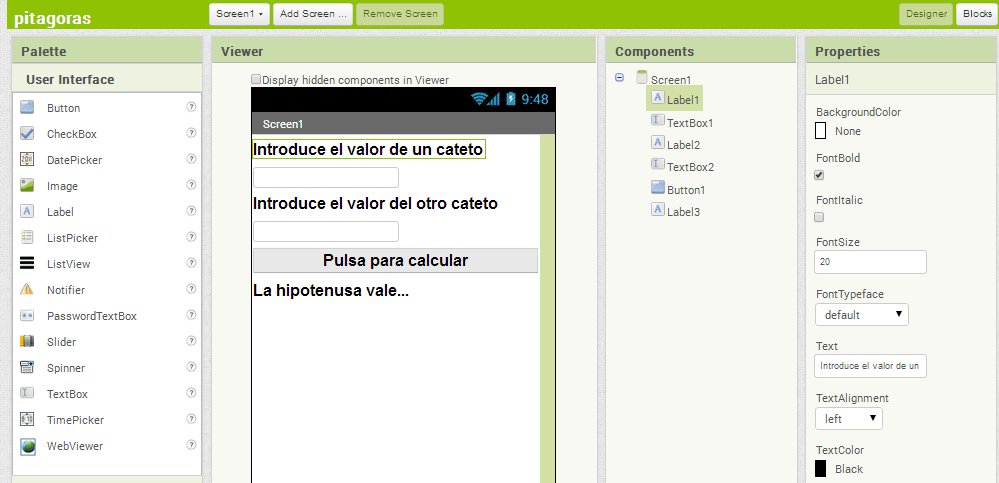 pitagoras
Screen1
Add Screen ...
Remove Screen
Designer
Blocks
Palette
User Interface
Button
CheckBox
DatePicker
Image
Label
ListPicker
ListView
Notifier
PasswordTextBox
Slider
Spinner
TextBox
TimePicker
WebViewer
Viewer
Display hidden components in Viewer
9:48
Screen1
Introduce el valor de un cateto
Introduce el valor del otro cateto
Pulsa para calcular
La hipotenusa vale...
Components
Screen1
Label1
TextBox1
Label2
TextBox2
Button1
Label3
Properties
Label1
BackgroundColor
None
FontBold
FontItalic
FontSize
20
FontTypeface
default
Text
Introduce el valor de un
TextAlignment
left
TextColor
Black